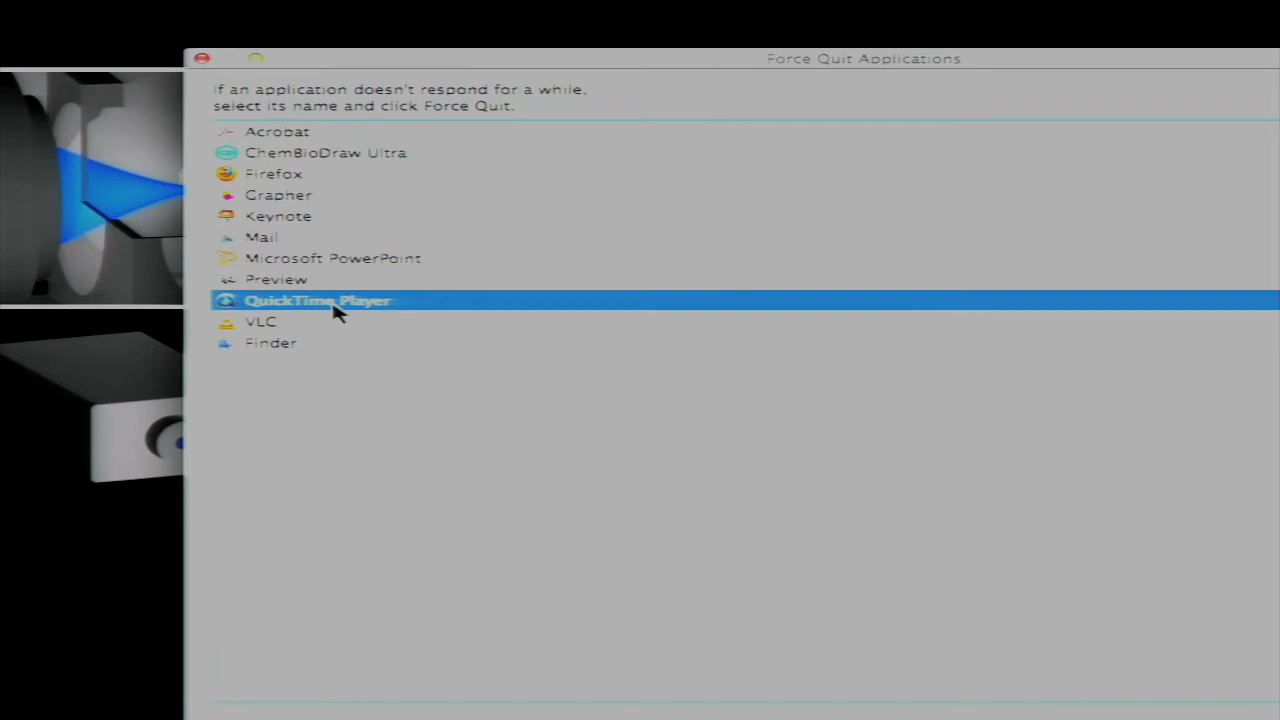 Force Quit Applications
If an application doesn't respond for a while,
select its name and click Force Quit.
Acrobat
ChemBioDraw Ultra
Firefox
Grapher
Keynote
Mail
Microsoft PowerPoint
Preview
QuickTime Player
VLC
Finder